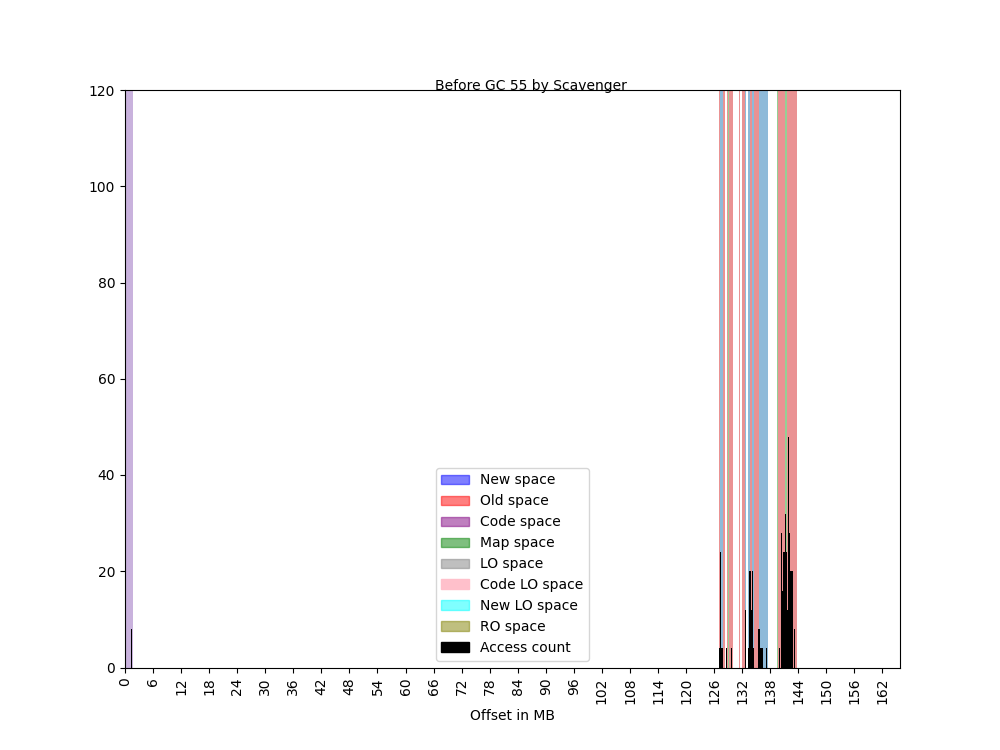 Before GC 55 by Scavenger
120
100
80
60
40
20
0
New space
Old space
Code space
Map space
LO space
Code LO space
New LO space
RO space
Access count
0 6 12 18 24 30 36 42 48 54 60 66 72 78 84 90 96 102 108 114 120 126 132 138 144 150 156 162
Offset in MB